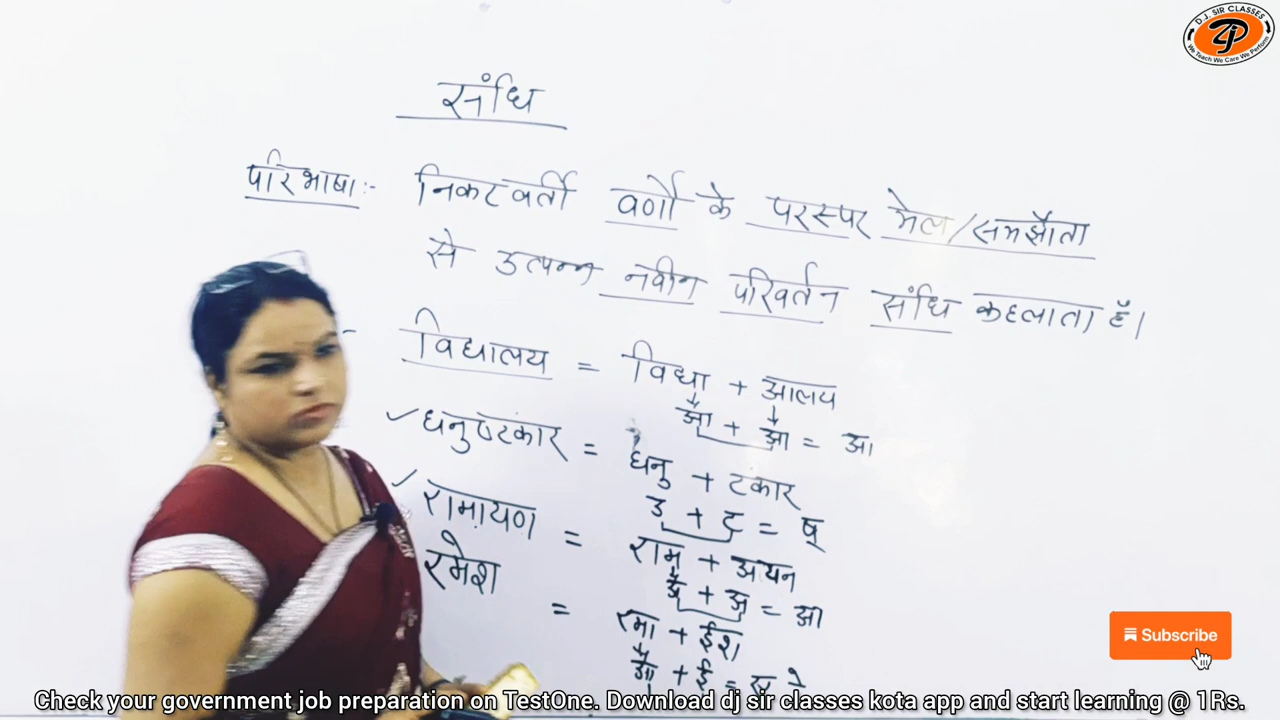 D.J. SIR CLASSES
We Teach We Care We Perform
संधि
परिभाषा:- निकटवर्ती वर्णों के परस्पर मेल/समझौता
से उत्पन्न नवीन परिवर्तन संधि कहलाता हैं।
विद्यालय = विद्या + आलय
आ + आ = आ
धनुष्टंकार = धनु + टंकार
उ + ट = ष्
रामायण = राम + अयन
अ + अ = आ
रमेश = रमा + ईश
आ + ई = ए
Subscribe
Check your government job preparation on TestOne. Download dj sir classes kota app and start learning @ 1Rs.